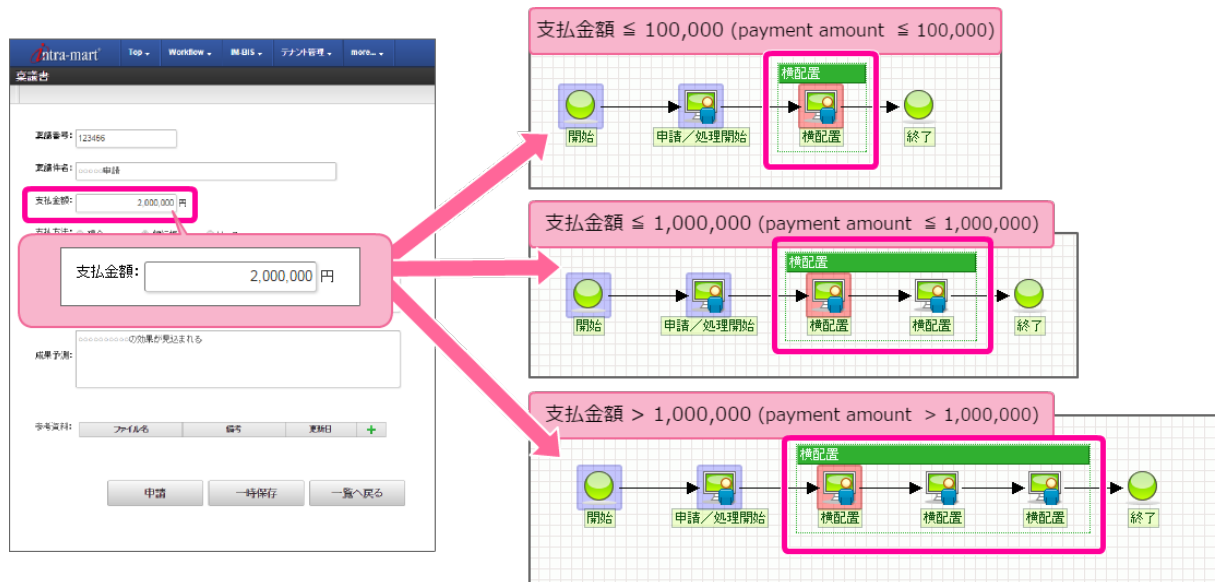 intra-mart
Top
Workflow
IM-BIS
テナント管理
more...
稟議書
稟議番号:
123456
稟議件名:
○○○○○申請
支払金額:
2,000,000 円
支払金額:
2,000,000 円
成果予測:
○○○○○○○○○○の効果が見込まれる
参考資料:
ファイル名
備考
更新日
申請
一時保存
一覧へ戻る
支払金額 ≦ 100,000 (payment amount ≦ 100,000)
横配置
開始
申請／処理開始
横配置
終了
支払金額 ≦ 1,000,000 (payment amount ≦ 1,000,000)
横配置
開始
申請／処理開始
横配置
横配置
終了
支払金額 > 1,000,000 (payment amount > 1,000,000)
横配置
開始
申請／処理開始
横配置
横配置
横配置
終了